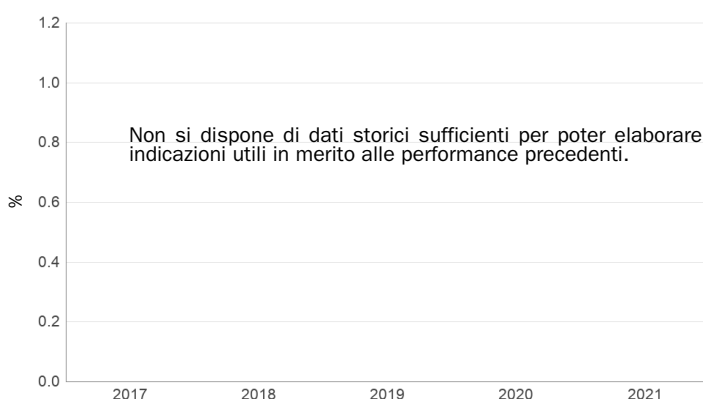 1.2
1.0
Non si dispone di dati storici sufficienti per poter elaborare
0.8
indicazioni utili in merito alle performance precedenti.
%
0.6
0.4
0.2
0.0
2017 2018 2019 2020 2021